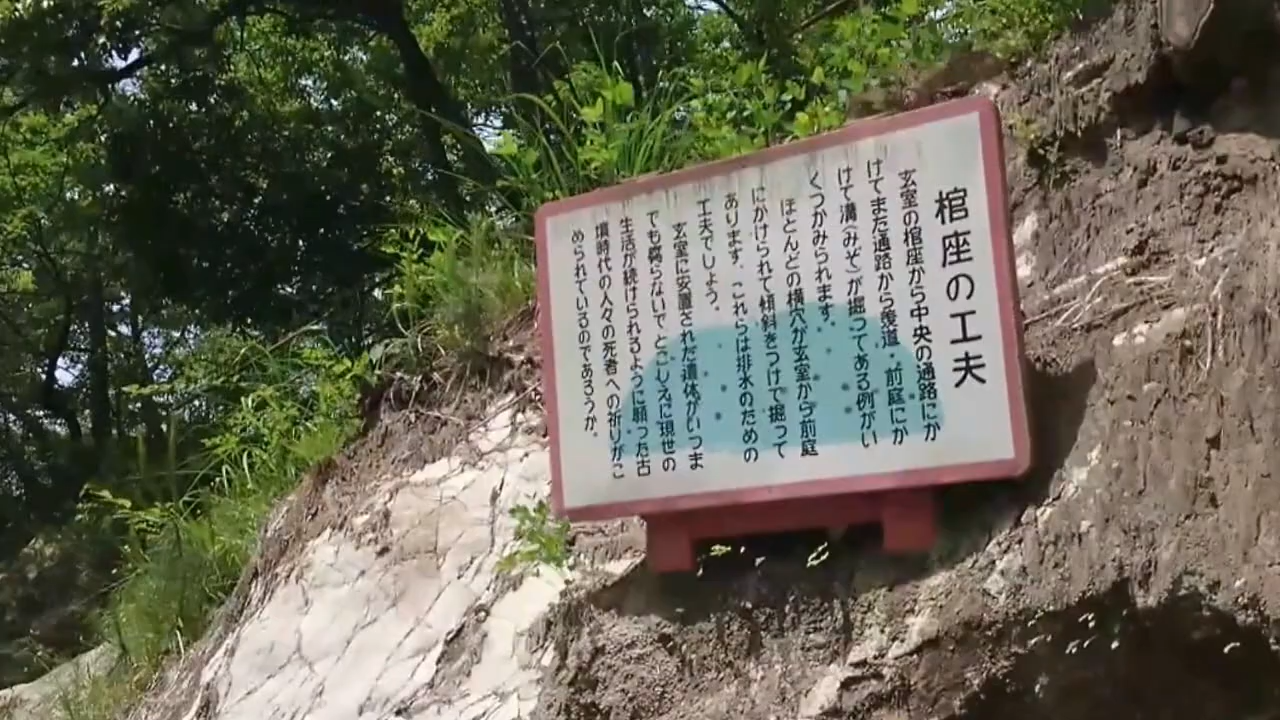 棺座の工夫
玄室の棺座から中央の通路にか
けてまた通路から羨道・前庭にか
けて溝(みぞ)が掘ってある例がい
くつかみられます。
ほとんどの横穴が玄室から前庭
にかけられて傾斜をつけて掘って
あります。これらは排水のための
工夫でしょう。
玄室に安置された遺体がいつま
でも腐らないでとこしえに現世の
生活が続けられるように願った古
墳時代の人々の死者への祈りがこ
められているのであろうか。